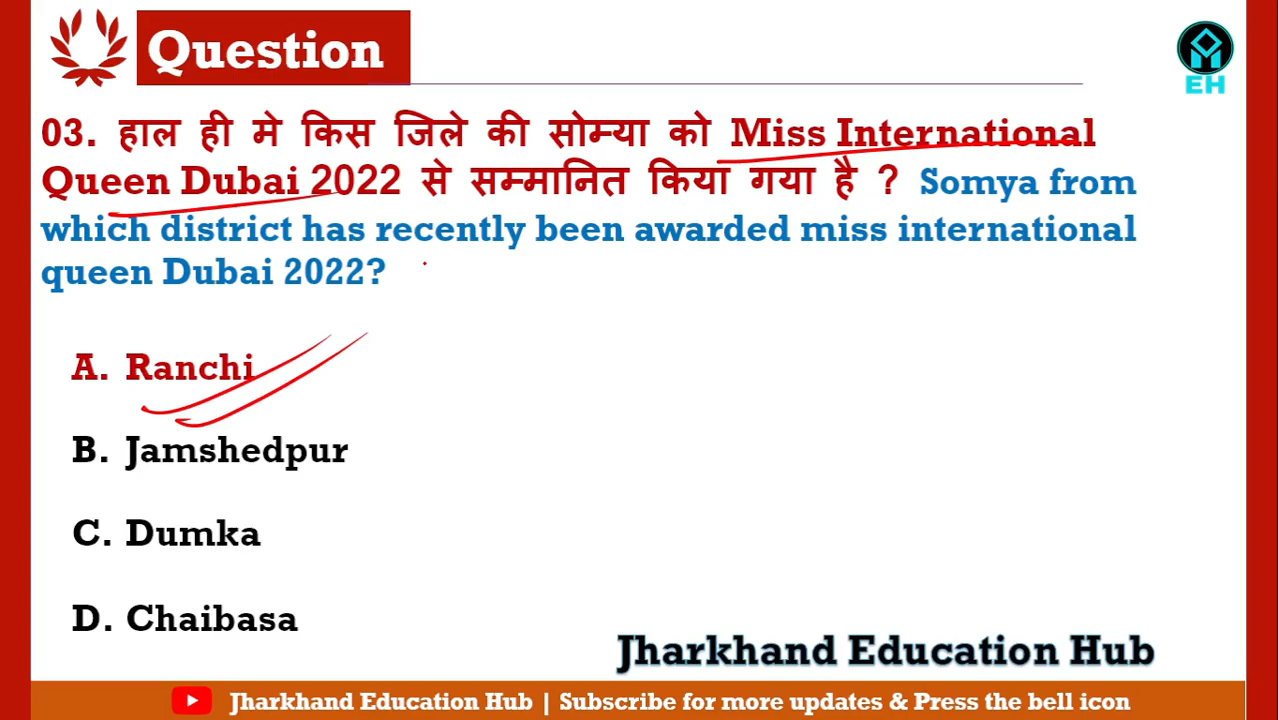 Question
EH
03. हाल ही मे किस जिले की सोम्या को Miss International
Queen Dubai 2022 से सम्मानित किया गया है ? Somya from
which district has recently been awarded miss international
queen Dubai 2022?
A. Ranchi
B. Jamshedpur
C. Dumka
D. Chaibasa
Jharkhand Education Hub
Jharkhand Education Hub | Subscribe for more updates & Press the bell icon